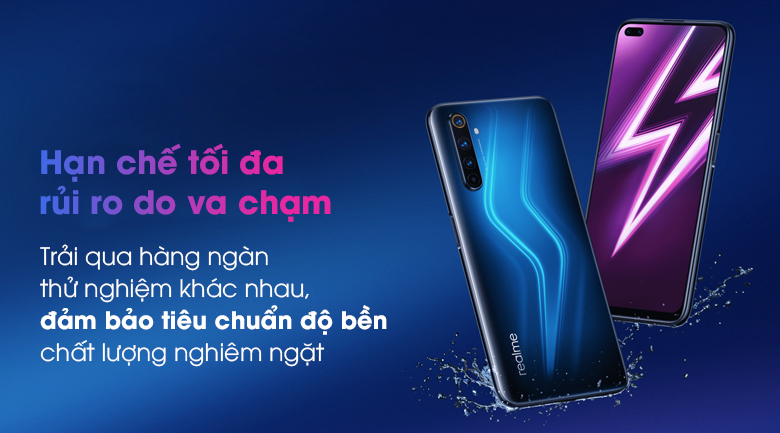 Hạn chế tối đa
rủi ro do va chạm
Trải qua hàng ngàn
thử nghiệm khác nhau,
đảm bảo tiêu chuẩn độ bền
chất lượng nghiêm ngặt
realme